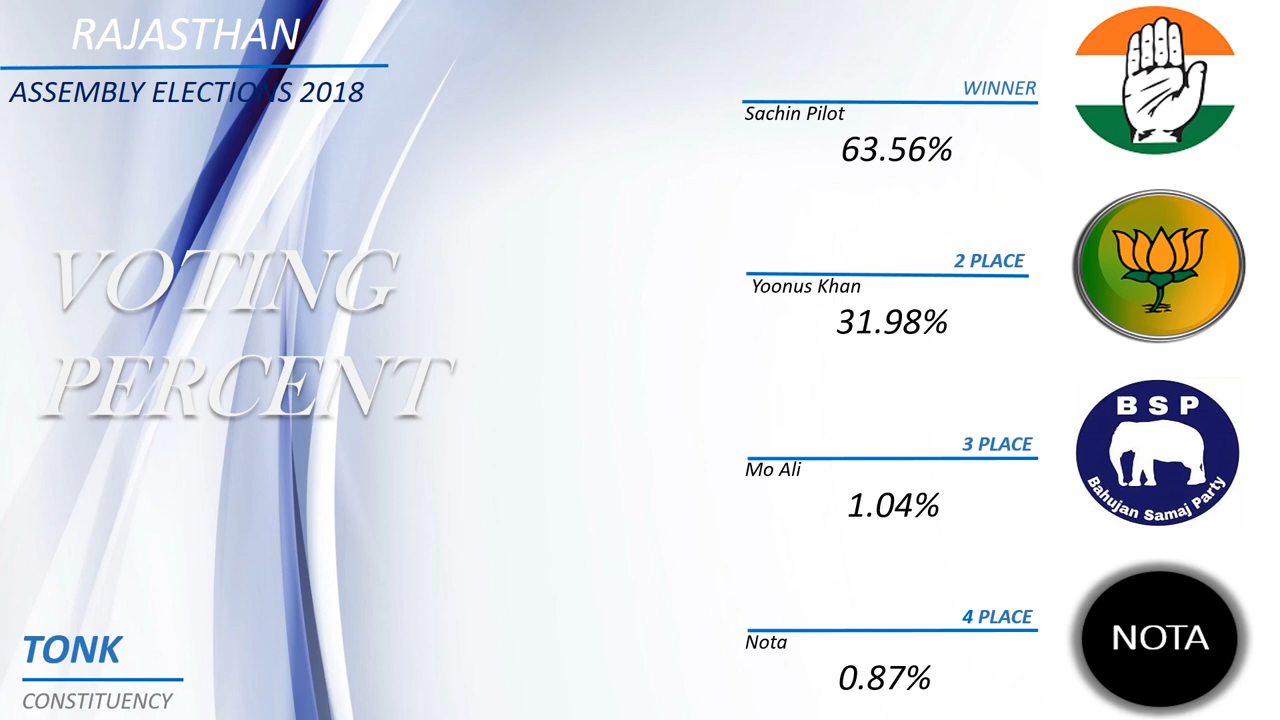 RAJASTHAN
ASSEMBLY ELECTIONS 2018
VOTING
PERCENT
TONK
CONSTITUENCY
WINNER
Sachin Pilot
63.56%
2 PLACE
Yoonus Khan
31.98%
3 PLACE
Mo Ali
1.04%
BSP
Bahujan Samaj Party
4 PLACE
Nota
0.87%
NOTA